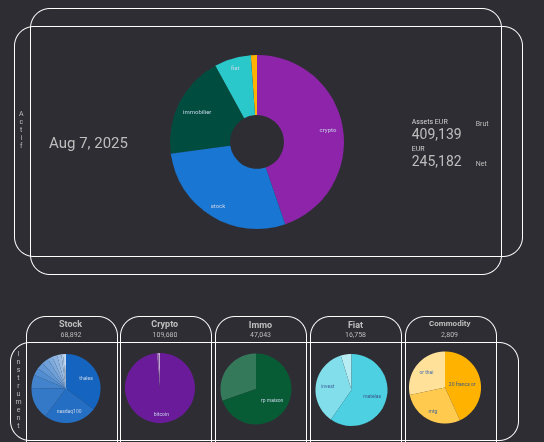 Actif
Aug 7, 2025
fiat
immobilier
crypto
stock
Assets EUR
409,139
Brut
EUR
245,182
Net
Instrument
Stock
68,892
thales
nasdaq100
Crypto
109,680
bitcoin
Immo
47,043
rp maison
Fiat
16,758
invest
matelas
Commodity
2,809
or thai
20 francs or
mtg